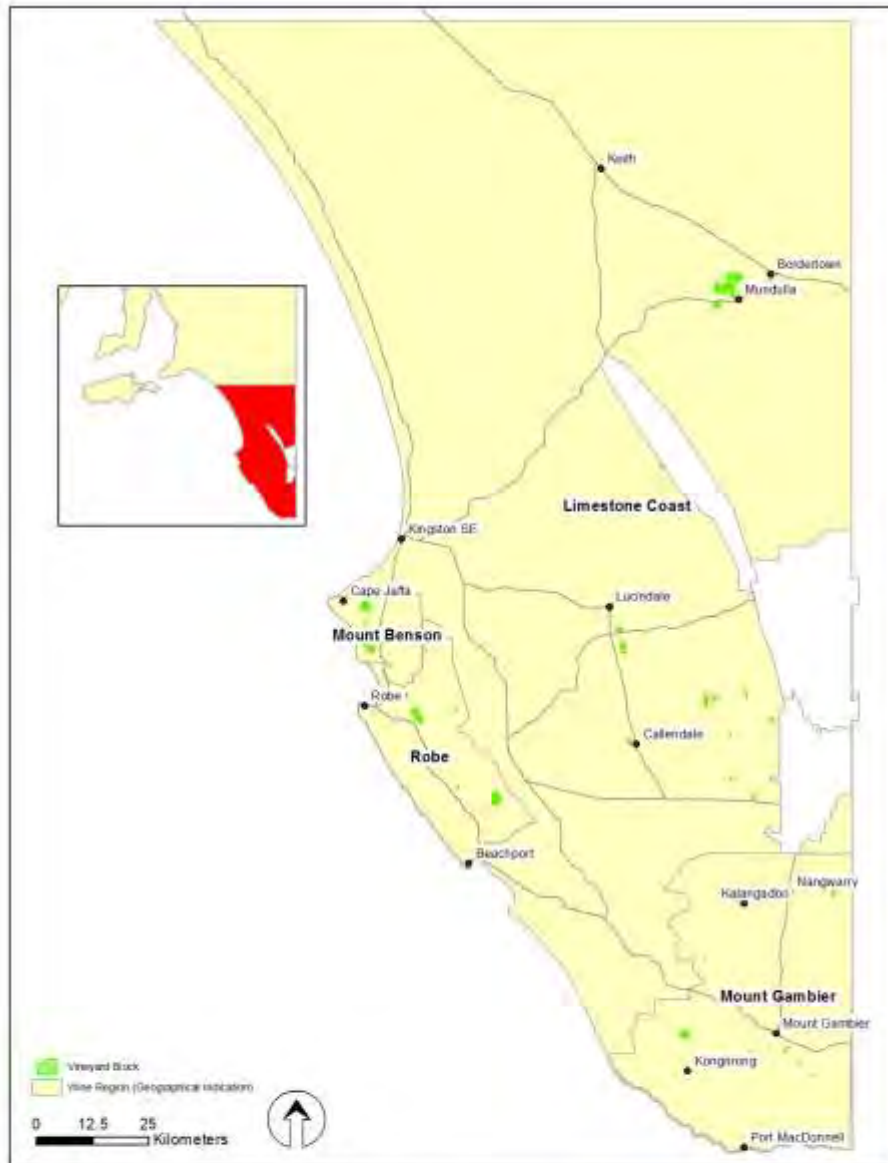 Keith
Bordertown
Mundulla
Limestone Coast
Kingston SE
Cape Jaffa
Lucindale
Mount Benson
Robe
Callendale
Robe
Beachport
Nangwarry
Kalangadoo
Mount Gambier
Mount Gambier
Kongorong
Vineyard Block
Wine Region (Geographical Indication)
0 12.5 25
Kilometers
Port MacDonnell